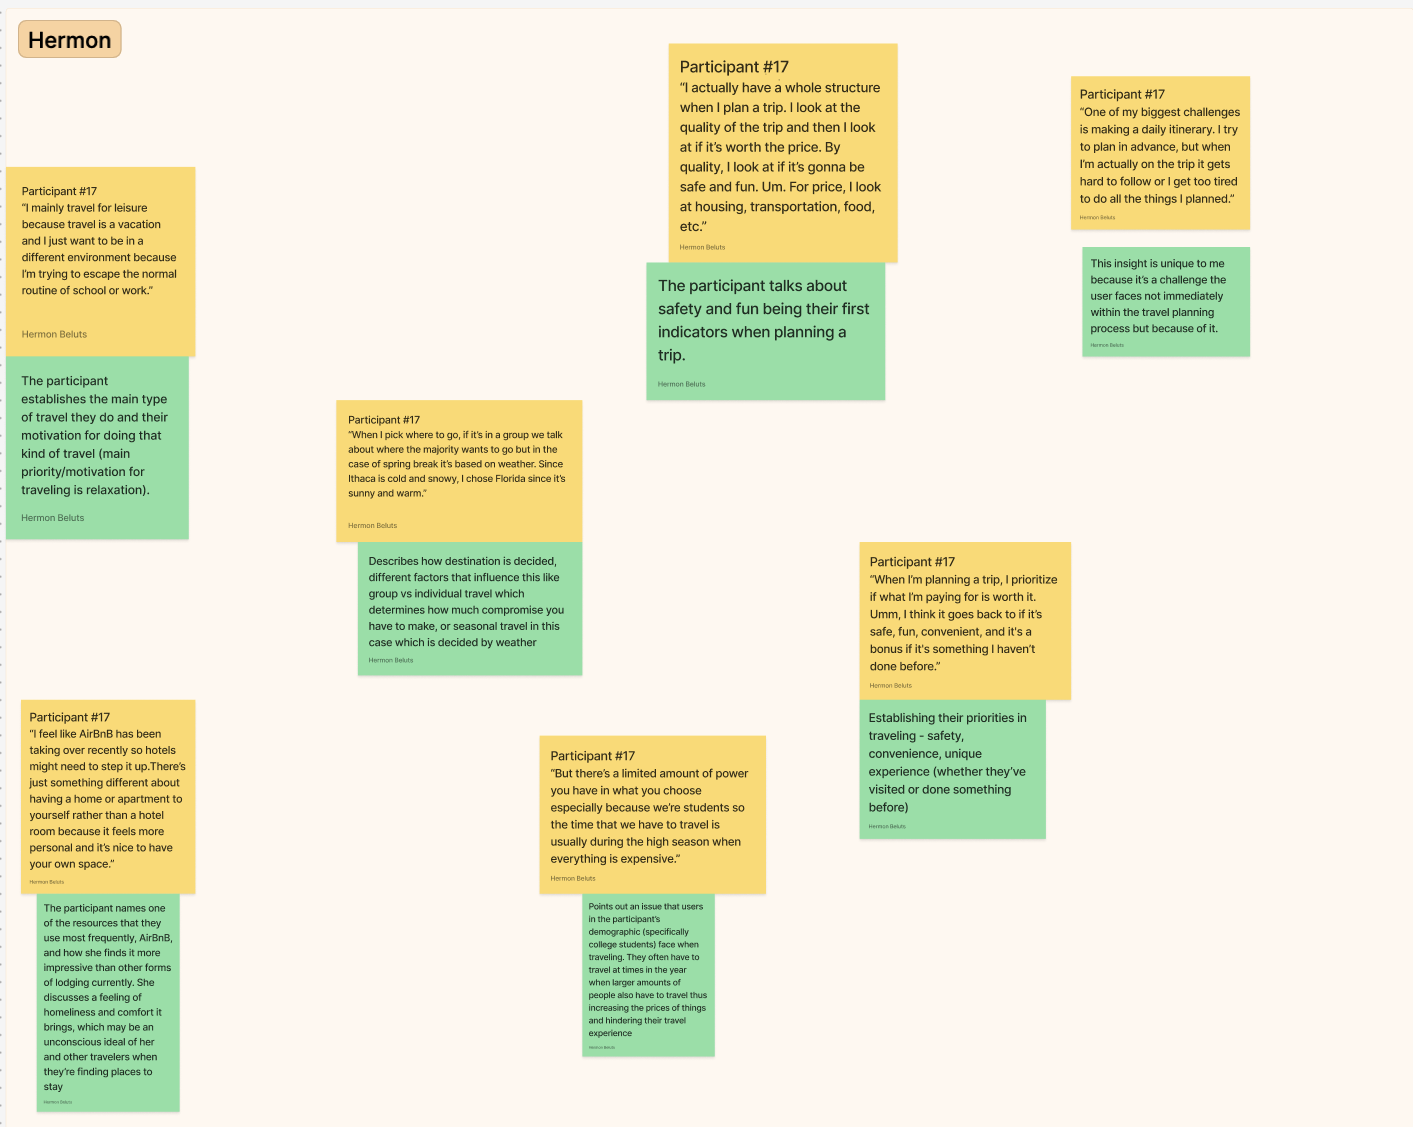 Hermon
Participant #17
“I actually have a whole structure
when I plan a trip. I look at the
quality of the trip and then I look
at if it’s worth the price. By
quality, I look at if it’s gonna be
safe and fun. Um. For price, I look
at housing, transportation, food,
etc.”
Hermon Beluts
The participant talks about
safety and fun being their first
indicators when planning a
trip.
Hermon Beluts
Participant #17
“One of my biggest challenges
is making a daily itinerary. I try
to plan in advance, but when
I’m actually on the trip it gets
hard to follow or I get too tired
to do all the things I planned.”
Hermon Beluts
This insight is unique to me
because it’s a challenge the
user faces not immediately
within the travel planning
process but because of it.
Hermon Beluts
Participant #17
“I mainly travel for leisure
because travel is a vacation
and I just want to be in a
different environment because
I’m trying to escape the normal
routine of school or work.”
Hermon Beluts
The participant
establishes the main type
of travel they do and their
motivation for doing that
kind of travel (main
priority/motivation for
traveling is relaxation).
Hermon Beluts
Participant #17
“When I pick where to go, if it’s in a group we talk
about where the majority wants to go but in the
case of spring break it’s based on weather. Since
Ithaca is cold and snowy, I chose Florida since it’s
sunny and warm.”
Hermon Beluts
Describes how destination is decided,
different factors that influence this like
group vs individual travel which
determines how much compromise you
have to make, or seasonal travel in this
case which is decided by weather
Hermon Beluts
Participant #17
“When I’m planning a trip, I prioritize
if what I’m paying for is worth it.
Umm, I think it goes back to if it’s
safe, fun, convenient, and it's a
bonus if it's something I haven’t
done before.”
Hermon Beluts
Establishing their priorities in
traveling - safety,
convenience, unique
experience (whether they’ve
visited or done something
before)
Hermon Beluts
Participant #17
“I feel like AirBnB has been
taking over recently so hotels
might need to step it up.There’s
just something different about
having a home or apartment to
yourself rather than a hotel
room because it feels more
personal and it’s nice to have
your own space.”
Hermon Beluts
The participant names one
of the resources that they
use most frequently, AirBnB,
and how she finds it more
impressive than other forms
of lodging currently. She
discusses a feeling of
homeliness and comfort it
brings, which may be an
unconscious ideal of her
and other travelers when
they’re finding places to
stay
Hermon Beluts
Participant #17
“But there’s a limited amount of power
you have in what you choose
especially because we’re students so
the time that we have to travel is
usually during the high season when
everything is expensive.”
Hermon Beluts
Points out an issue that users
in the participant’s
demographic (specifically
college students) face when
traveling. They often have to
travel at times in the year
when larger amounts of
people also have to travel thus
increasing the prices of things
and hindering their travel
experience
Hermon Beluts